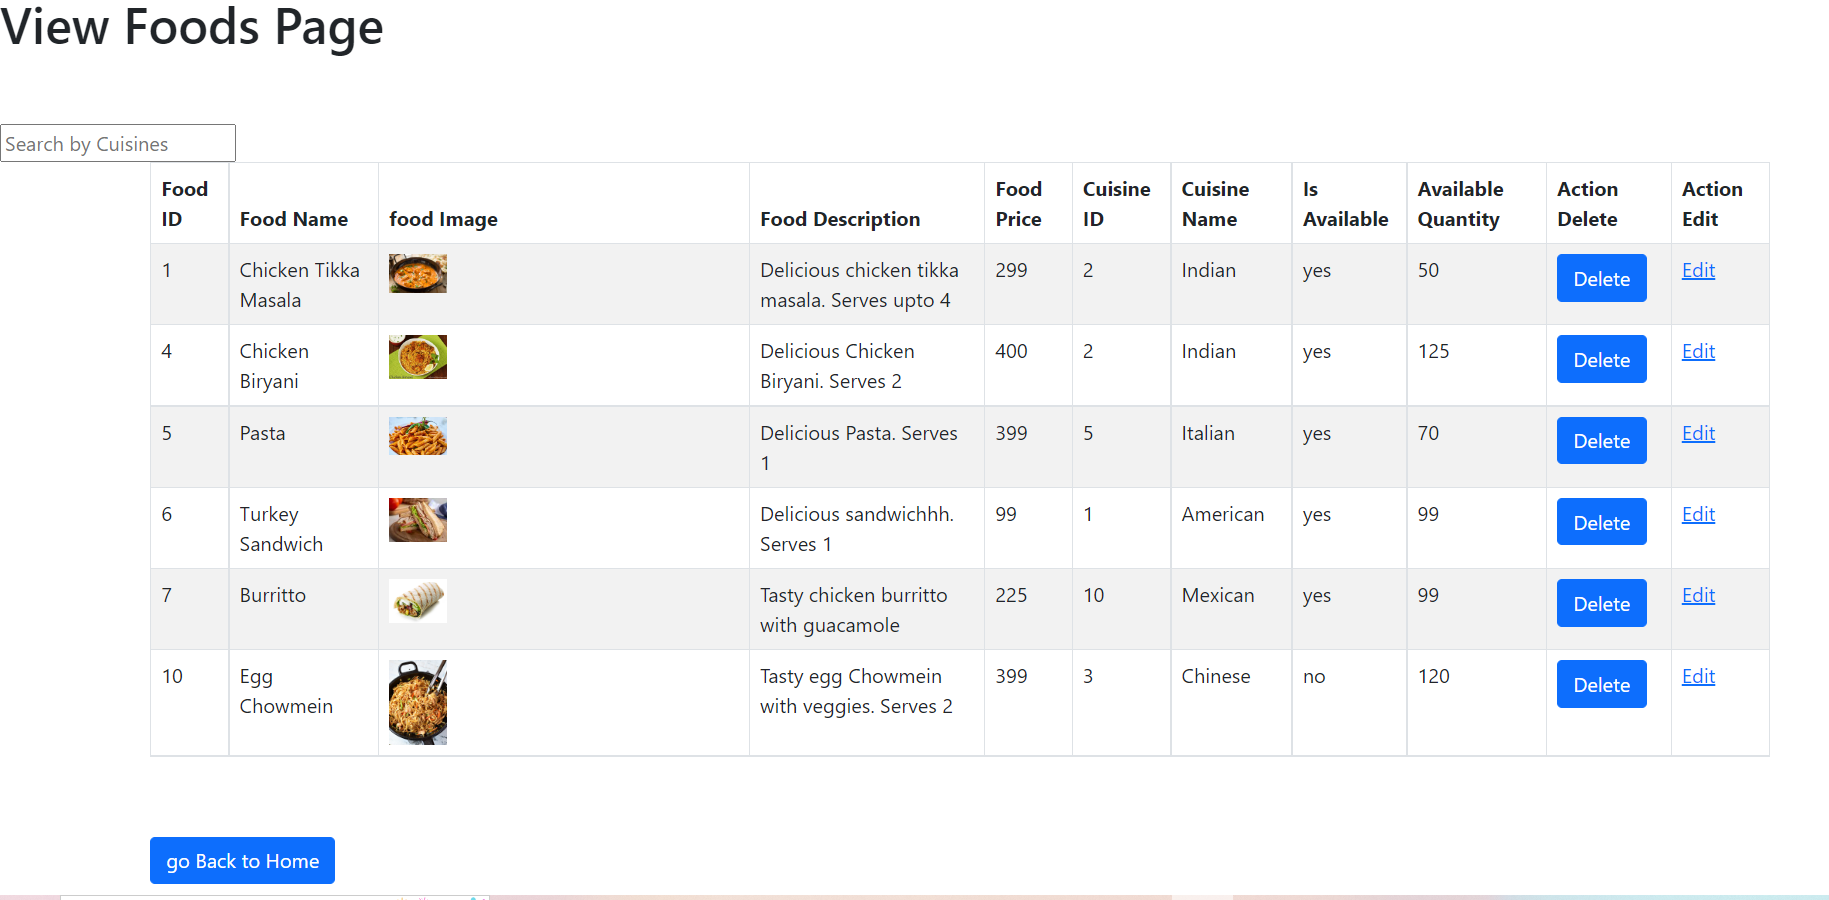 View Foods Page
Search by Cuisines
Food ID Food Name food Image Food Description Food Price Cuisine ID Cuisine Name Is Available Available Quantity Action Delete Action Edit
1 Chicken Tikka Masala Delicious chicken tikka masala. Serves upto 4 299 2 Indian yes 50 Delete Edit
4 Chicken Biryani Delicious Chicken Biryani. Serves 2 400 2 Indian yes 125 Delete Edit
5 Pasta Delicious Pasta. Serves 1 399 5 Italian yes 70 Delete Edit
6 Turkey Sandwich Delicious sandwichhh. Serves 1 99 1 American yes 99 Delete Edit
7 Burritto Tasty chicken burritto with guacamole 225 10 Mexican yes 99 Delete Edit
10 Egg Chowmein Tasty egg Chowmein with veggies. Serves 2 399 3 Chinese no 120 Delete Edit
go Back to Home